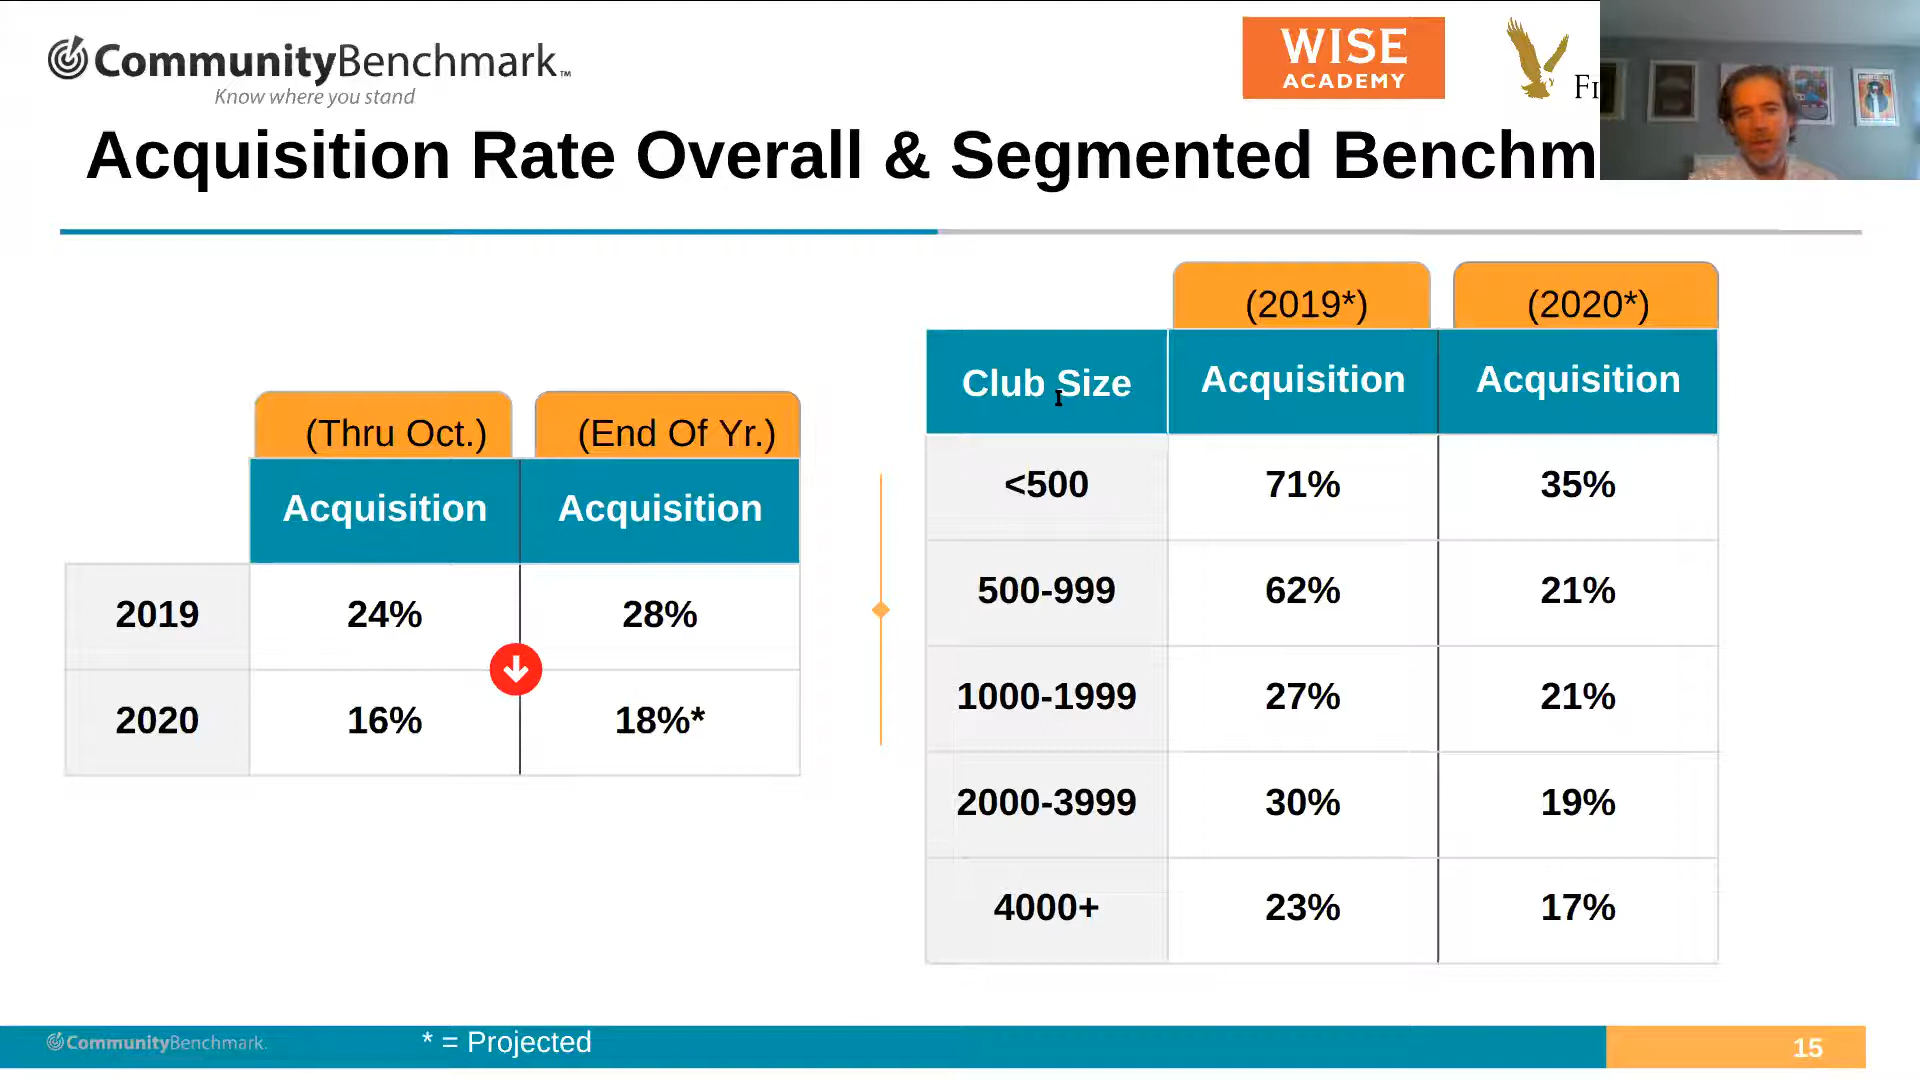 CommunityBenchmark™
Know where you stand
WISE
ACADEMY
Acquisition Rate Overall & Segmented
(Thru Oct.) (End Of Yr.)
Acquisition Acquisition
2019 24% 28%
2020 16% 18%*
(2019*) (2020*)
Club Size Acquisition Acquisition
<500 71% 35%
500-999 62% 21%
1000-1999 27% 21%
2000-3999 30% 19%
4000+ 23% 17%
CommunityBenchmark.
* = Projected
15